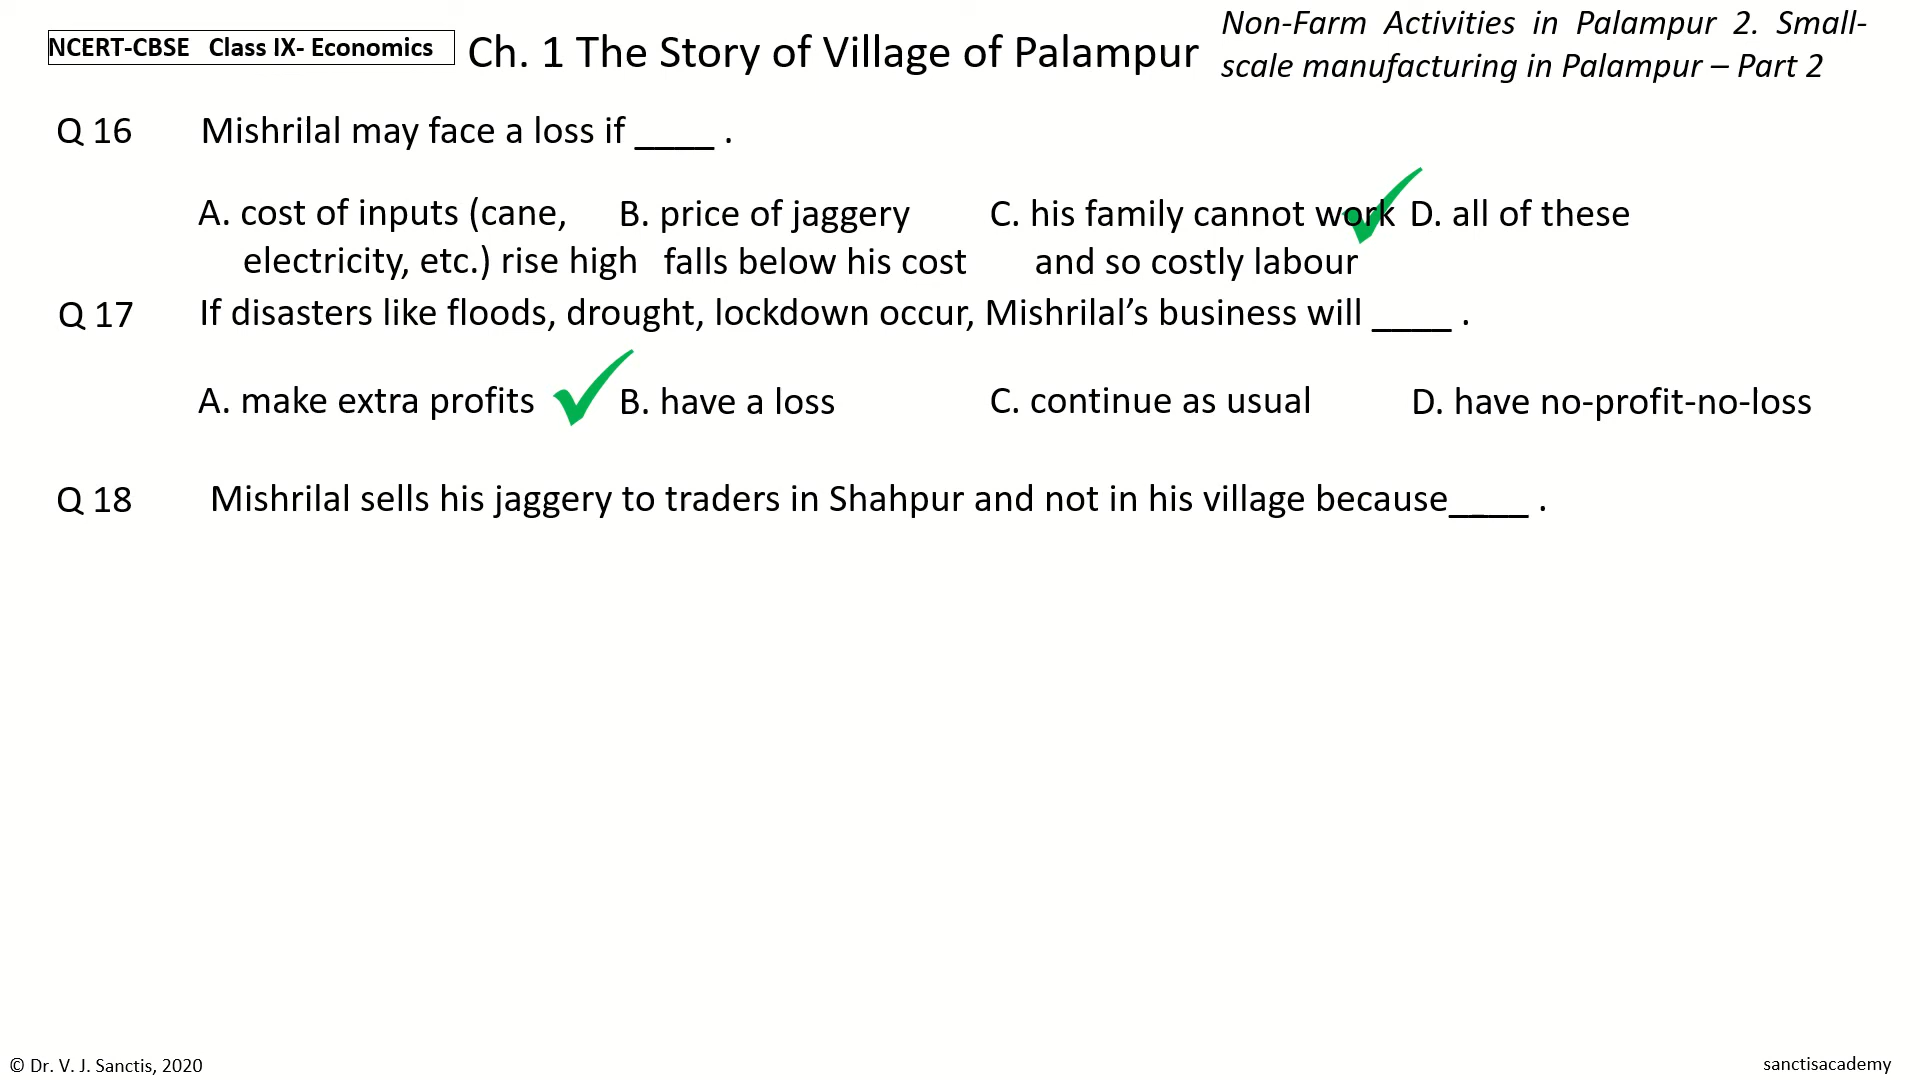 NCERT-CBSE Class IX- Economics Ch. 1 The Story of Village of Palampur
Non-Farm Activities in Palampur 2. Small-
scale manufacturing in Palampur – Part 2
Q 16 Mishrilal may face a loss if ____ .
A. cost of inputs (cane, B. price of jaggery C. his family cannot work D. all of these
electricity, etc.) rise high falls below his cost and so costly labour
Q 17 If disasters like floods, drought, lockdown occur, Mishrilal’s business will ____ .
A. make extra profits B. have a loss C. continue as usual D. have no-profit-no-loss
Q 18 Mishrilal sells his jaggery to traders in Shahpur and not in his village because____ .
© Dr. V. J. Sanctis, 2020 sanctisacademy